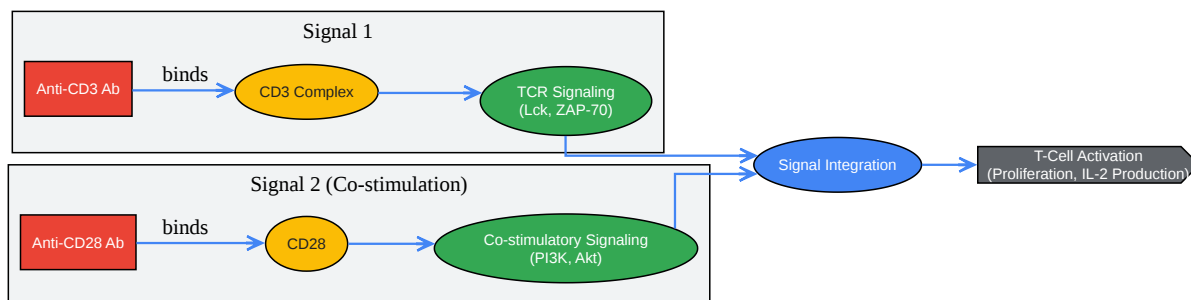 Signal 1
Anti-CD3 Ab
binds
CD3 Complex
TCR Signaling
(Lck, ZAP-70)
Signal 2 (Co-stimulation)
Anti-CD28 Ab
binds
CD28
Co-stimulatory Signaling
(PI3K, Akt)
Signal Integration
T-Cell Activation
(Proliferation, IL-2 Production)